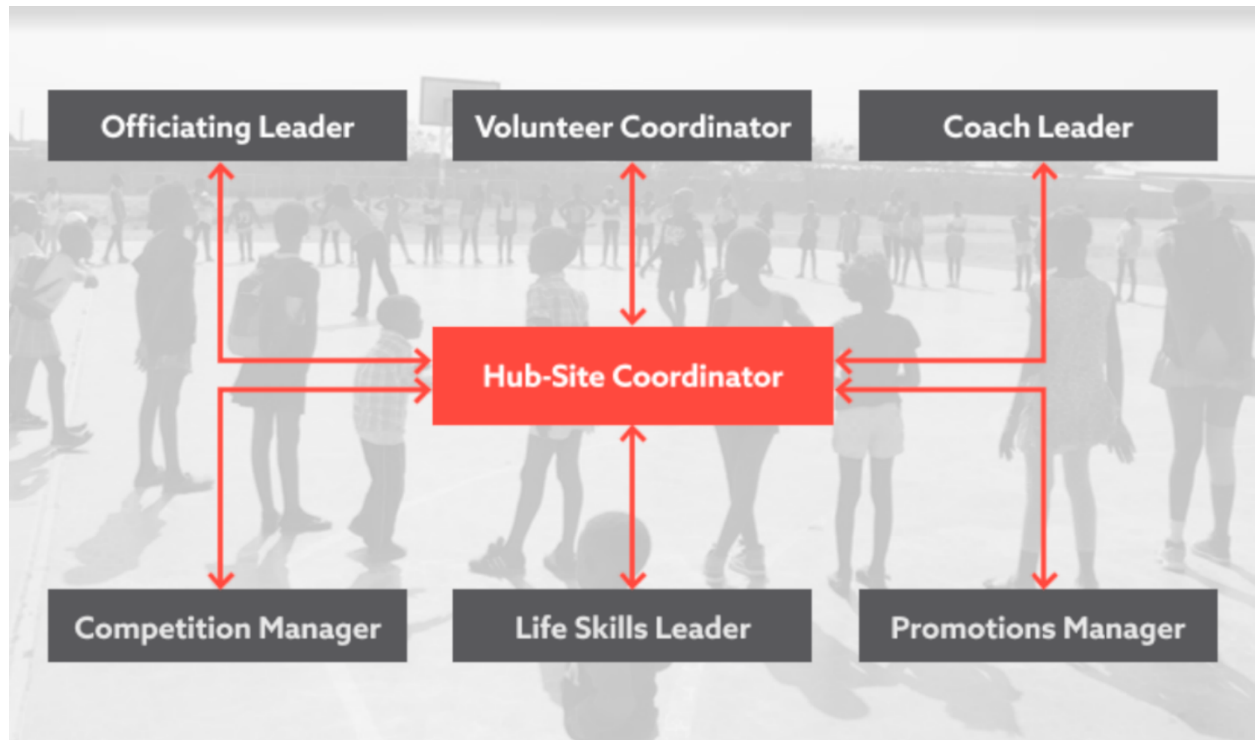 Officiating Leader
Volunteer Coordinator
Coach Leader
Hub-Site Coordinator
Competition Manager
Life Skills Leader
Promotions Manager